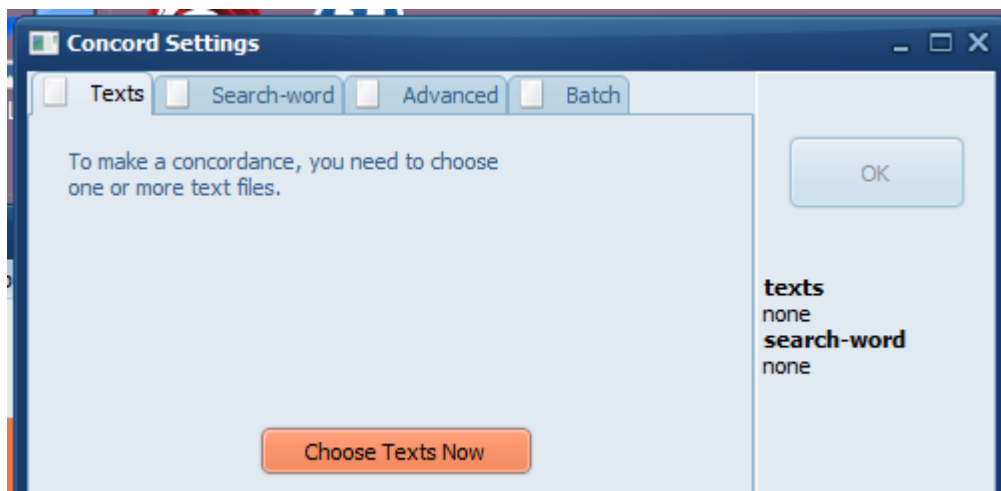 Concord Settings
Texts
Search-word
Advanced
Batch
To make a concordance, you need to choose
one or more text files.
Choose Texts Now
OK
texts
none
search-word
none